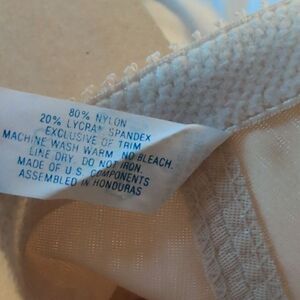 80% NYLON
20% LYCRA® SPANDEX
EXCLUSIVE OF TRIM
MACHINE WASH WARM. NO BLEACH.
LINE DRY. DO NOT IRON.
MADE OF U.S. COMPONENTS
ASSEMBLED IN HONDURAS